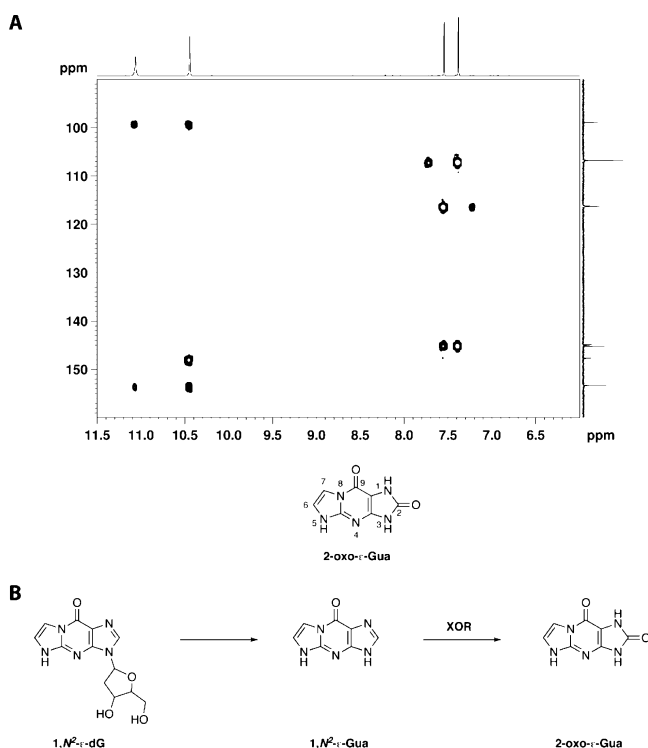 A
ppm
100
110
120
130
140
150
11.5 11.0 10.5 10.0 9.5 9.0 8.5 8.0 7.5 7.0 6.5 ppm
O
H
7 8 9 1 N
N
6 2 O
5 N N N
H 4 3 H
2-oxo-ε-Gua
B
O O O H
N N N N XOR N N
O
N N N N N N N N N
H H H H H
O
HO
HO
1,N²-ε-dG 1,N²-ε-Gua 2-oxo-ε-Gua